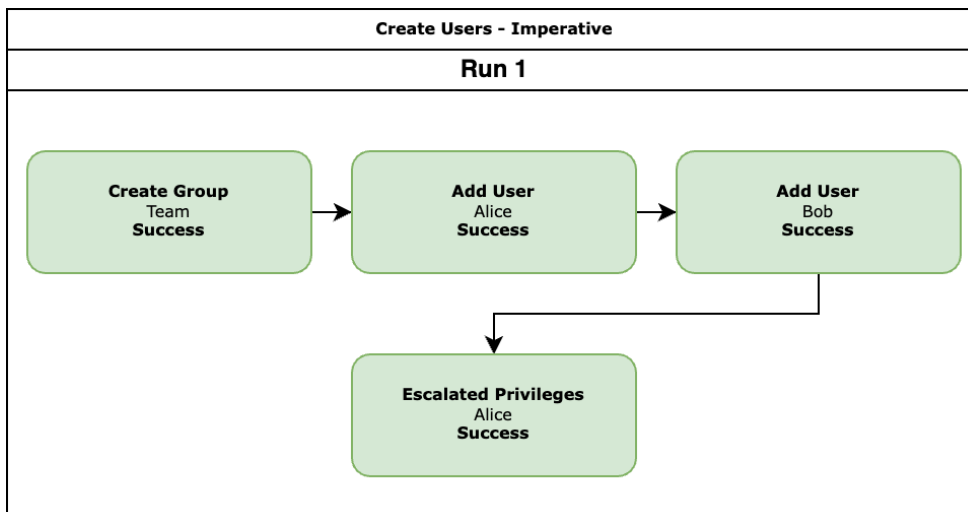 Create Users - Imperative
Run 1
Create Group
Team
Success
Add User
Alice
Success
Add User
Bob
Success
Escalated Privileges
Alice
Success